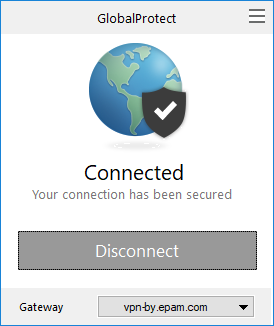 GlobalProtect
Connected
Your connection has been secured
Disconnect
Gateway
vpn-by.epam.com